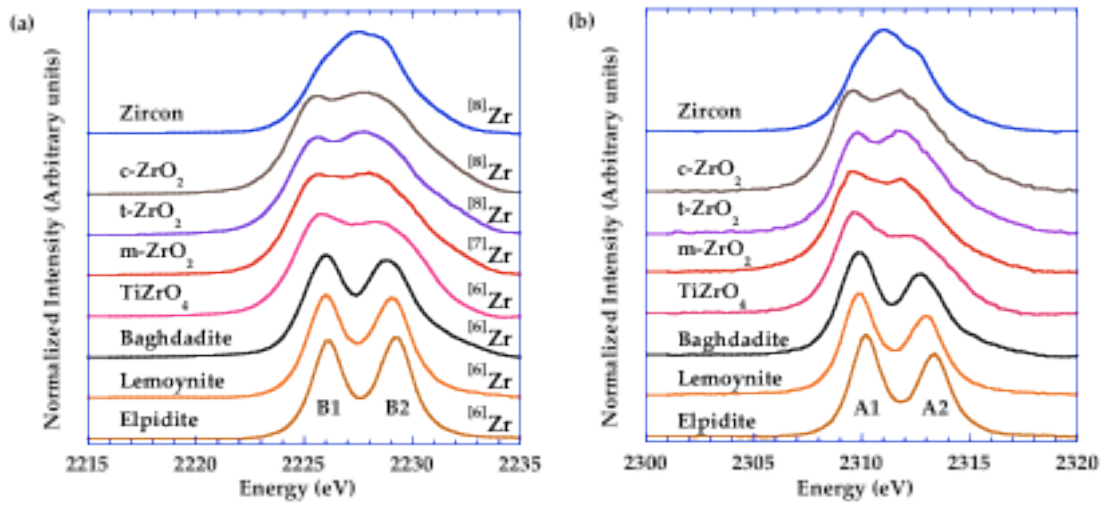 (a)
Normalized Intensity (Arbitrary units)
Zircon
[8]Zr
c-ZrO2
[8]Zr
t-ZrO2
[8]Zr
m-ZrO2
[7]Zr
TiZrO4
[6]Zr
Baghdadite
[6]Zr
Lemoynite
[6]Zr
B1 B2
Elpidite
[6]Zr
2215 2220 2225 2230 2235
Energy (eV)
(b)
Normalized Intensity (Arbitrary units)
Zircon
c-ZrO2
t-ZrO2
m-ZrO2
TiZrO4
Baghdadite
Lemoynite
A1 A2
Elpidite
2300 2305 2310 2315 2320
Energy (eV)